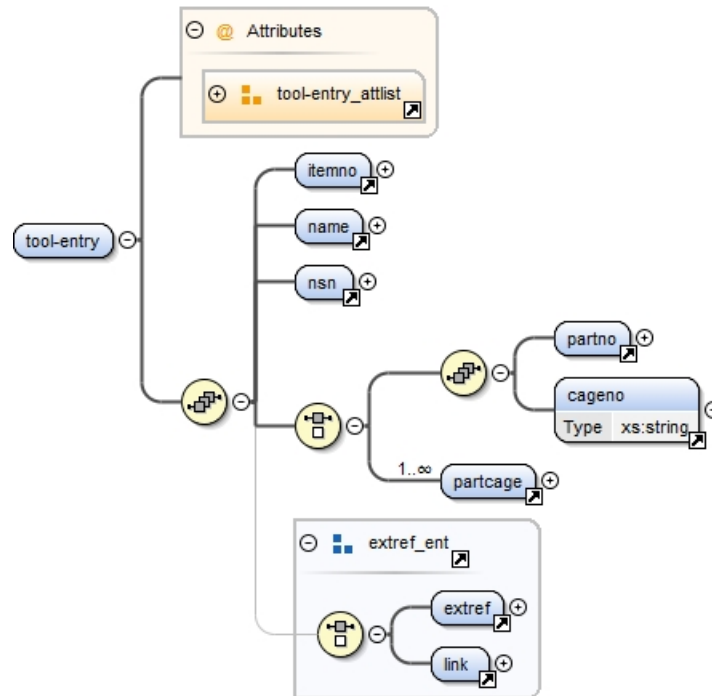 @ Attributes
tool-entry_attlist
itemno
name
tool-entry
nsn
partno
cageno
Type xs:string
1..∞
partcage
extref_ent
extref
link